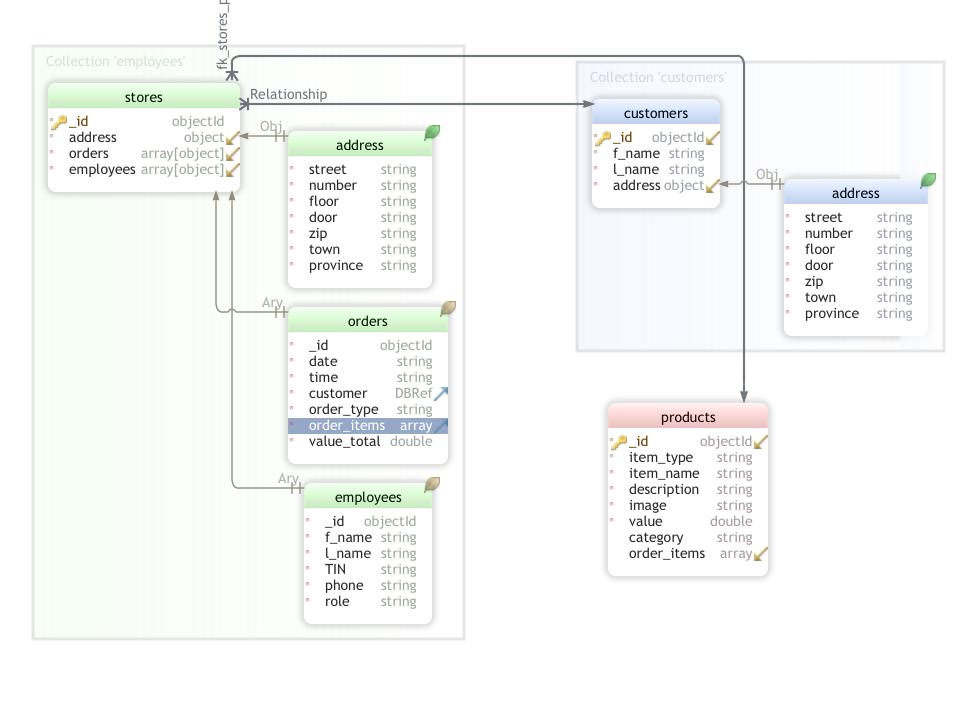 fk_stores_p
Collection 'employees'
stores
_id objectId
address object
orders array[object]
employees array[object]
Relationship
Obj
address
street string
number string
floor string
door string
zip string
town string
province string
Ary
orders
_id objectId
date string
time string
customer DBRef
order_type string
order_items array
value_total double
Ary
employees
_id objectId
f_name string
l_name string
TIN string
phone string
role string
Collection 'customers'
customers
_id objectId
f_name string
l_name string
address object
Obj
address
street string
number string
floor string
door string
zip string
town string
province string
products
_id objectId
item_type string
item_name string
description string
image string
value double
category string
order_items array